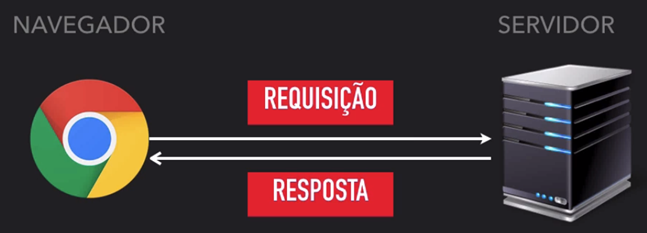 NAVEGADOR
SERVIDOR
REQUISIÇÃO
RESPOSTA